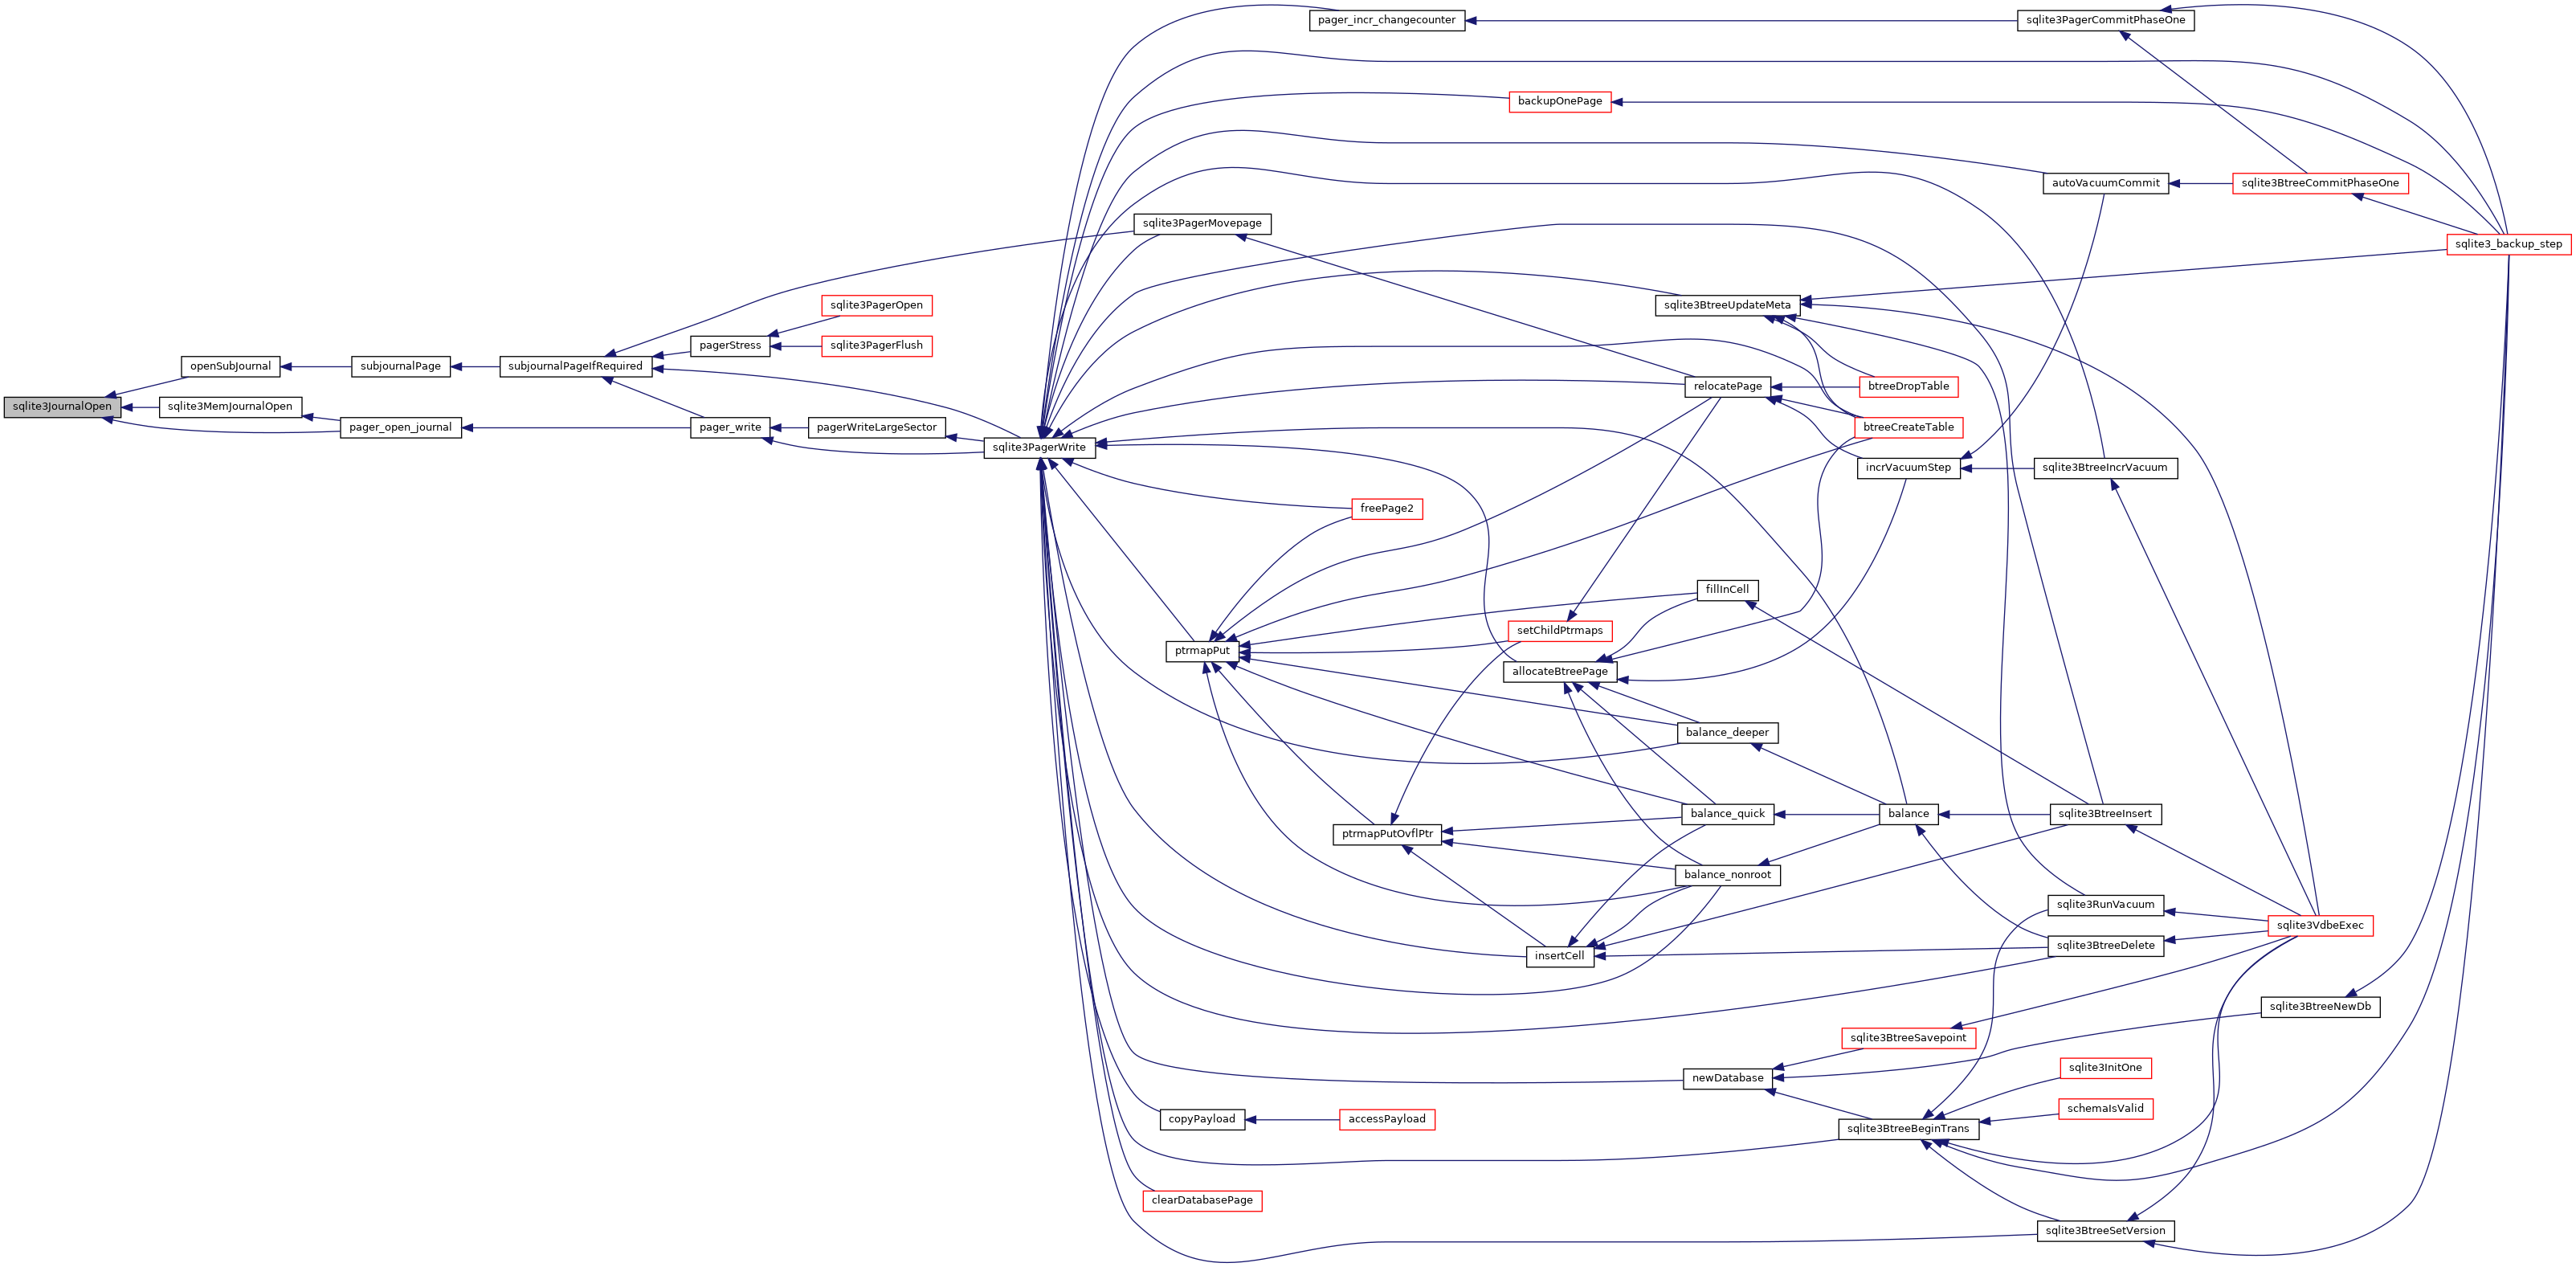 sqlite3JournalOpen
openSubJournal
sqlite3MemJournalOpen
pager_open_journal
subjournalPage
subjournalPageIfRequired
pager_write
pagerStress
sqlite3PagerOpen
sqlite3PagerFlush
pagerWriteLargeSector
sqlite3PagerWrite
sqlite3PagerMovepage
pager_incr_changecounter
sqlite3PagerCommitPhaseOne
backupOnePage
autoVacuumCommit
sqlite3BtreeCommitPhaseOne
sqlite3_backup_step
sqlite3BtreeUpdateMeta
relocatePage
btreeDropTable
btreeCreateTable
incrVacuumStep
sqlite3BtreeIncrVacuum
freePage2
fillInCell
setChildPtrmaps
ptrmapPut
allocateBtreePage
balance_deeper
balance_quick
balance
sqlite3BtreeInsert
ptrmapPutOvflPtr
balance_nonroot
sqlite3RunVacuum
sqlite3VdbeExec
insertCell
sqlite3BtreeDelete
sqlite3BtreeNewDb
sqlite3BtreeSavepoint
newDatabase
sqlite3InitOne
schemaIsValid
copyPayload
accessPayload
sqlite3BtreeBeginTrans
clearDatabasePage
sqlite3BtreeSetVersion